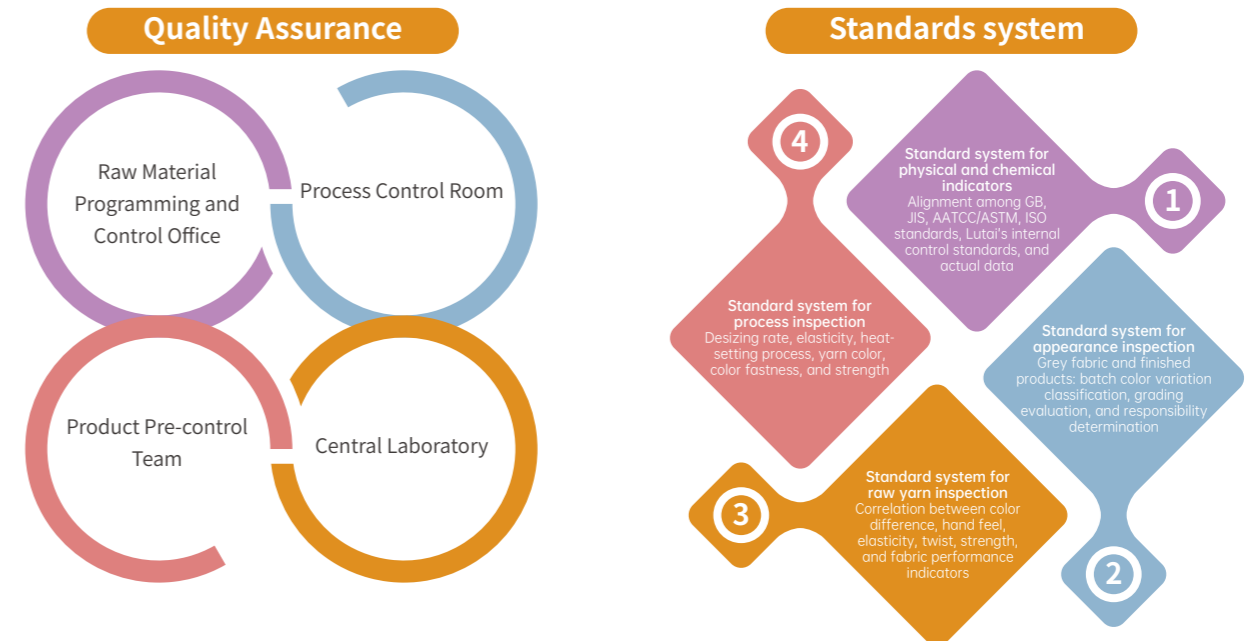 Quality Assurance
Raw Material
Programming and
Control Office
Process Control Room
Product Pre-control
Team
Central Laboratory
Standards system
1
Standard system for
physical and chemical
indicators
Alignment among GB,
JIS, AATCC/ASTM, ISO
standards, Lutai's internal
control standards, and
actual data
2
Standard system for
appearance inspection
Grey fabric and finished
products: batch color variation
classification, grading
evaluation, and responsibility
determination
3
Standard system for
raw yarn inspection
Correlation between color
difference, hand feel,
elasticity, twist, strength,
and fabric performance
indicators
4
Standard system for
process inspection
Desizing rate, elasticity, heat-
setting process, yarn color,
color fastness, and strength